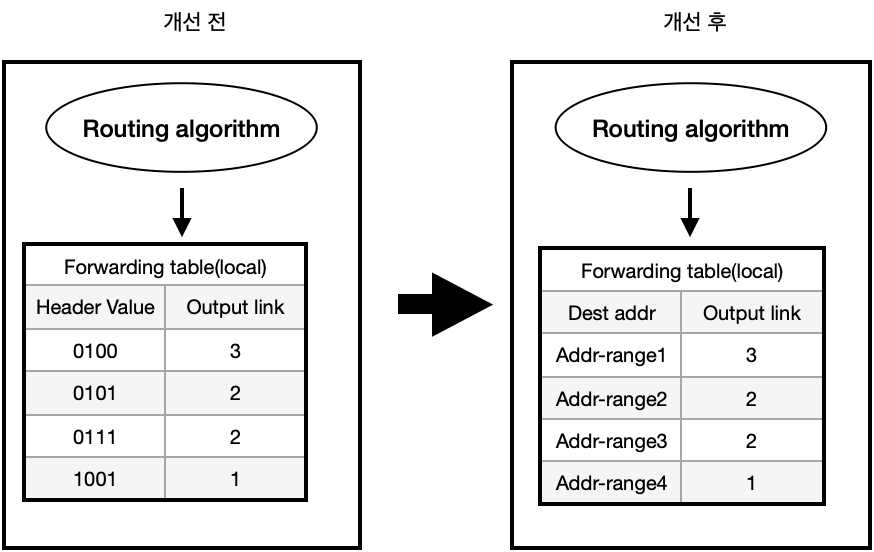 개선 전
개선 후
Routing algorithm
Forwarding table(local)
Header Value Output link
0100 3
0101 2
0111 2
1001 1
Routing algorithm
Forwarding table(local)
Dest addr Output link
Addr-range1 3
Addr-range2 2
Addr-range3 2
Addr-range4 1